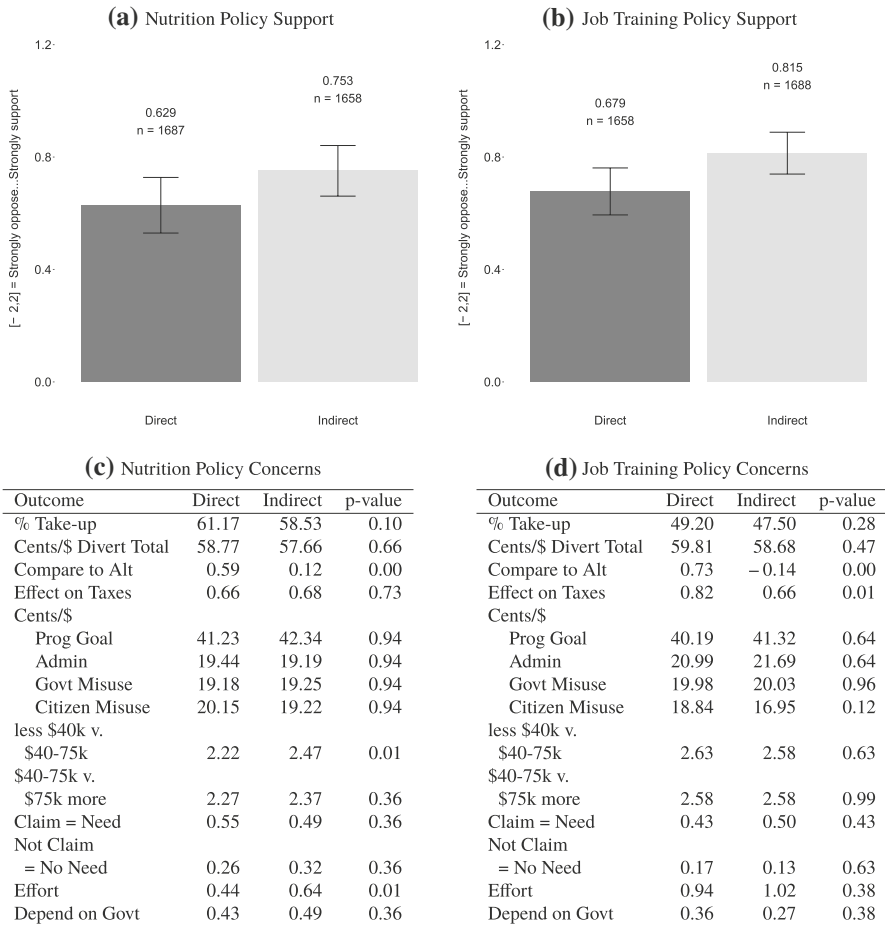 (a) Nutrition Policy Support
[− 2,2] = Strongly oppose...Strongly support
1.2
0.8
0.4
0.0
0.629
n = 1687
0.753
n = 1658
Direct
Indirect
(b) Job Training Policy Support
[− 2,2] = Strongly oppose...Strongly support
1.2
0.8
0.4
0.0
0.679
n = 1658
0.815
n = 1688
Direct
Indirect
(c) Nutrition Policy Concerns
Outcome Direct Indirect p-value
% Take-up 61.17 58.53 0.10
Cents/$ Divert Total 58.77 57.66 0.66
Compare to Alt 0.59 0.12 0.00
Effect on Taxes 0.66 0.68 0.73
Cents/$
Prog Goal 41.23 42.34 0.94
Admin 19.44 19.19 0.94
Govt Misuse 19.18 19.25 0.94
Citizen Misuse 20.15 19.22 0.94
less $40k v.
$40-75k 2.22 2.47 0.01
$40-75k v.
$75k more 2.27 2.37 0.36
Claim = Need 0.55 0.49 0.36
Not Claim
= No Need 0.26 0.32 0.36
Effort 0.44 0.64 0.01
Depend on Govt 0.43 0.49 0.36
(d) Job Training Policy Concerns
Outcome Direct Indirect p-value
% Take-up 49.20 47.50 0.28
Cents/$ Divert Total 59.81 58.68 0.47
Compare to Alt 0.73 −0.14 0.00
Effect on Taxes 0.82 0.66 0.01
Cents/$
Prog Goal 40.19 41.32 0.64
Admin 20.99 21.69 0.64
Govt Misuse 19.98 20.03 0.96
Citizen Misuse 18.84 16.95 0.12
less $40k v.
$40-75k 2.63 2.58 0.63
$40-75k v.
$75k more 2.58 2.58 0.99
Claim = Need 0.43 0.50 0.43
Not Claim
= No Need 0.17 0.13 0.63
Effort 0.94 1.02 0.38
Depend on Govt 0.36 0.27 0.38